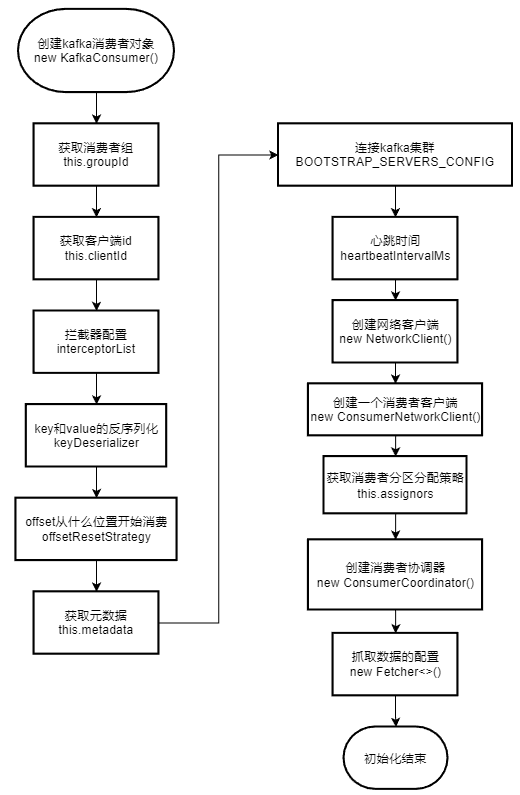 创建kafka消费者对象
new KafkaConsumer()
获取消费者组
this.groupId
获取客户端id
this.clientId
拦截器配置
interceptorList
key和value的反序列化
keyDeserializer
offset从什么位置开始消费
offsetResetStrategy
获取元数据
this.metadata
连接kafka集群
BOOTSTRAP_SERVERS_CONFIG
心跳时间
heartbeatIntervalMs
创建网络客户端
new NetworkClient()
创建一个消费者客户端
new ConsumerNetworkClient()
获取消费者分区分配策略
this.assignors
创建消费者协调器
new ConsumerCoordinator()
抓取数据的配置
new Fetcher<>()
初始化结束